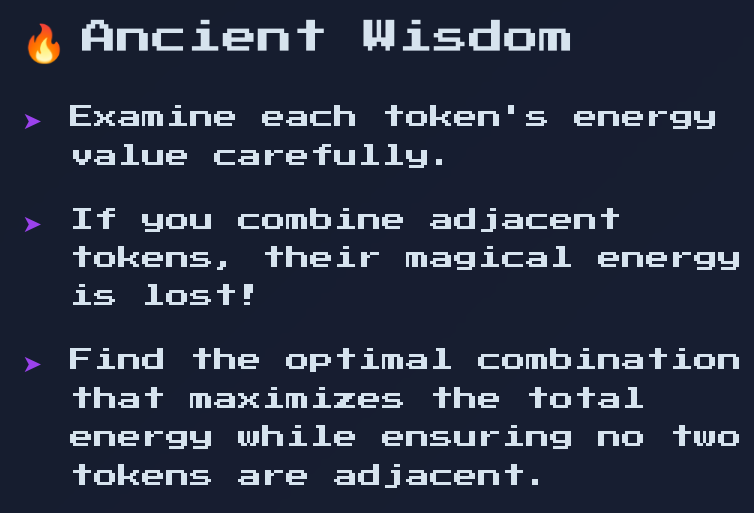 🔥 Ancient Wisdom
➤ Examine each token's energy
value carefully.
➤ If you combine adjacent
tokens, their magical energy
is lost!
➤ Find the optimal combination
that maximizes the total
energy while ensuring no two
tokens are adjacent.